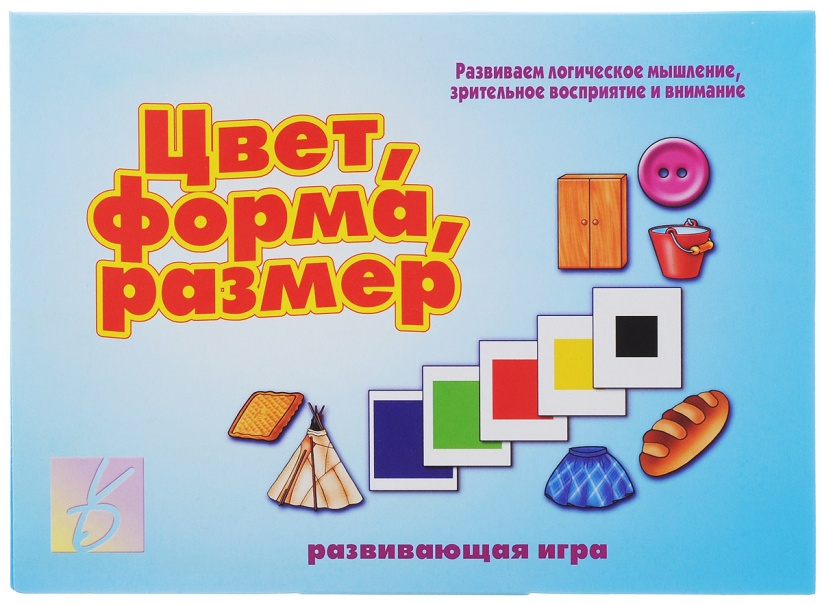 Развиваем логическое мышление,
зрительное восприятие и внимание
Цвет,
форма,
размер
развивающая игра